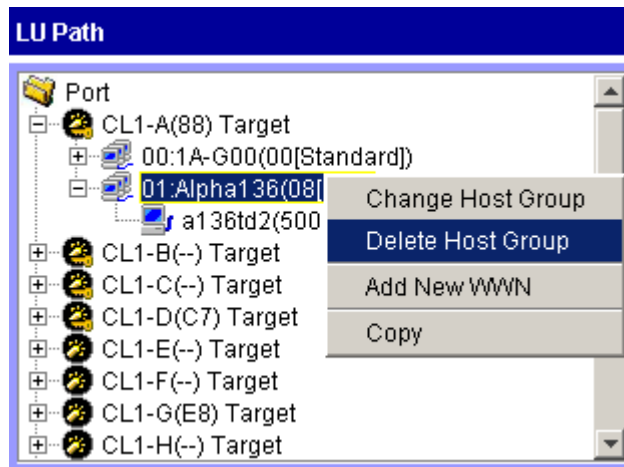 LU Path
Port
CL1-A(88) Target
00:1A-G00(00[Standard])
01:Alpha136(08[
Change Host Group
a136td2(500
Delete Host Group
CL1-B(--) Target
CL1-C(--) Target
Add New WWN
CL1-D(C7) Target
Copy
CL1-E(--) Target
CL1-F(--) Target
CL1-G(E8) Target
CL1-H(--) Target